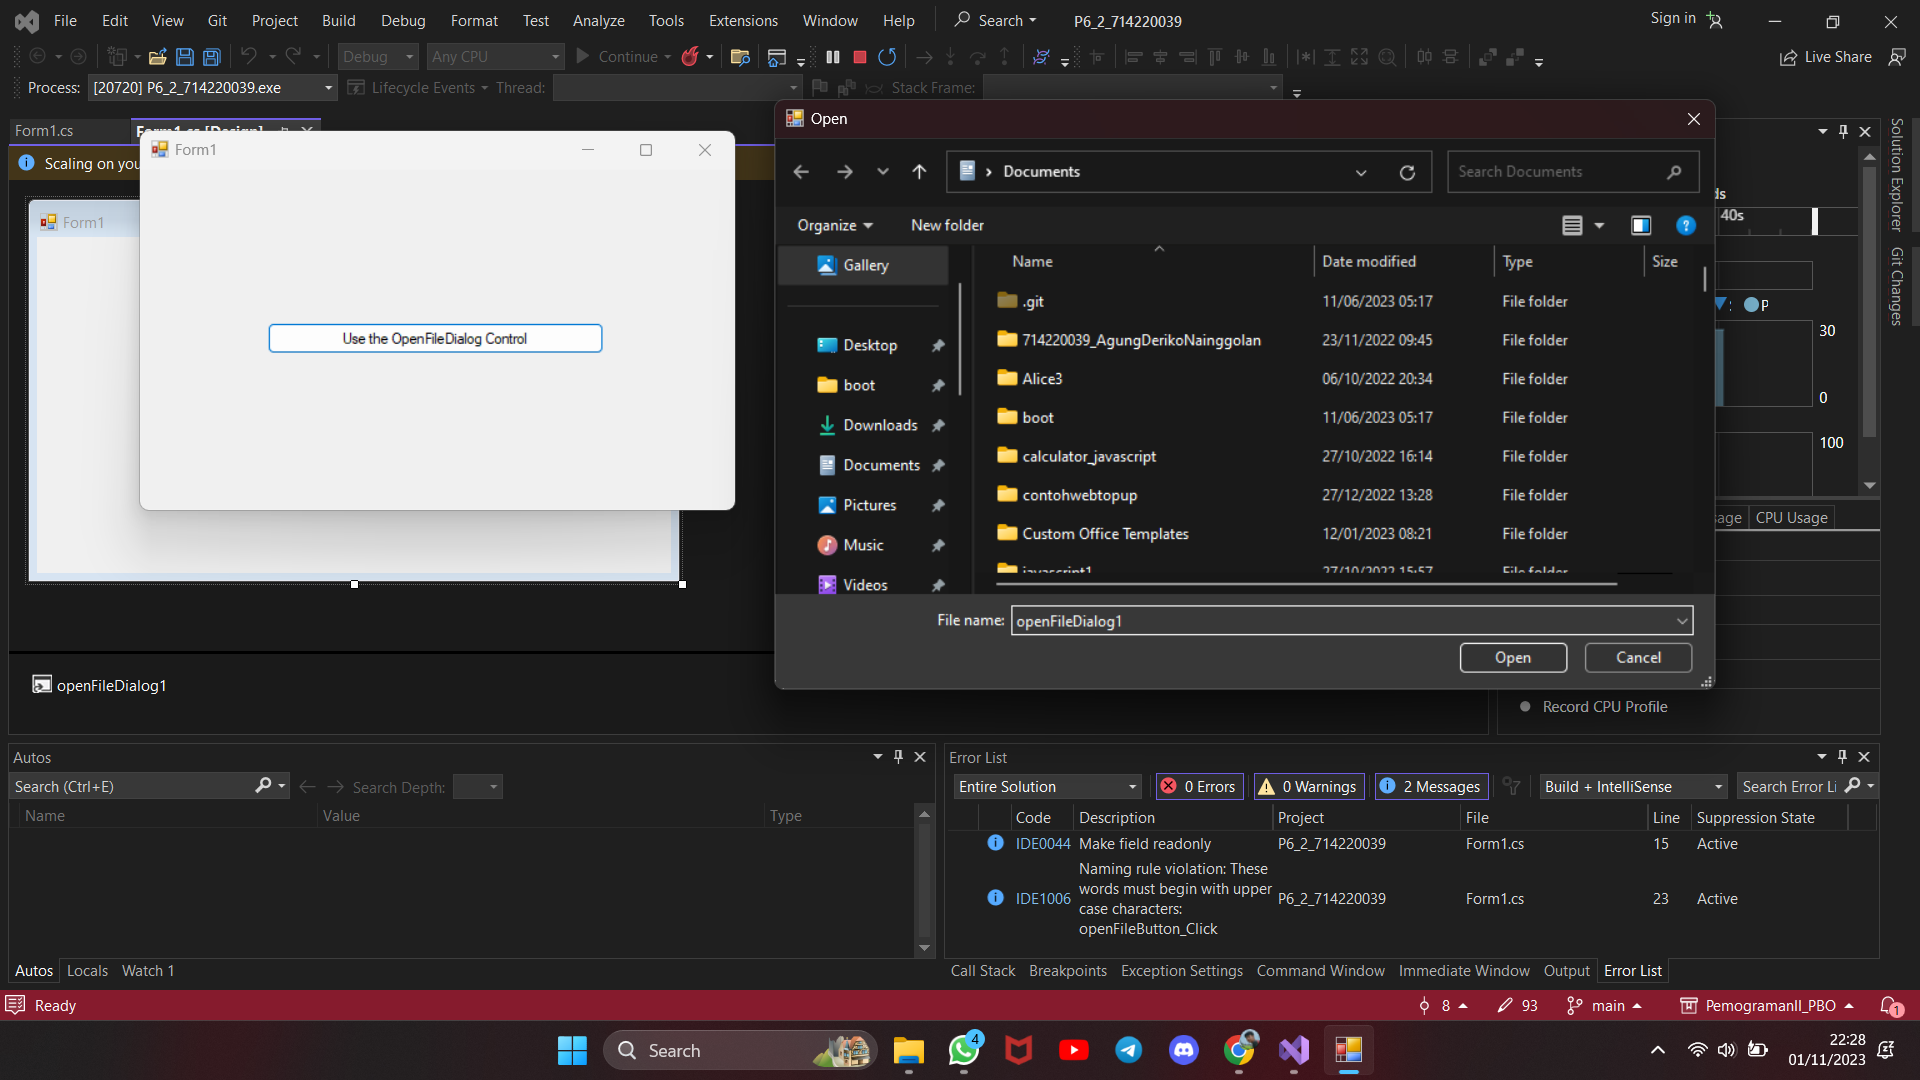 File Edit View Git Project Build Debug Format Test Analyze Tools Extensions Window Help Search P6_2_714220039 Sign in
Debug Any CPU Continue Live Share
Process: [20720] P6_2_714220039.exe Lifecycle Events Thread: Stack Frame:
Form1.cs Form1.cs [Design]
Scaling on you
Form1
Form1
Use the OpenFileDialog Control
openFileDialog1
Open
Documents
Search Documents
Organize New folder
Gallery
Desktop
boot
Downloads
Documents
Pictures
Music
Videos
Name Date modified Type Size
.git 11/06/2023 05:17 File folder
714220039_AgungDerikoNainggolan 23/11/2022 09:45 File folder
Alice3 06/10/2022 20:34 File folder
boot 11/06/2023 05:17 File folder
calculator_javascript 27/10/2022 16:14 File folder
contohwebtopup 27/12/2022 13:28 File folder
Custom Office Templates 12/01/2023 08:21 File folder
javascript1 27/10/2022 15:57 File folder
File name: openFileDialog1
Open Cancel
ds
40s
P
30
0
100
sage CPU Usage
Record CPU Profile
Solution Explorer
Git Changes
Autos
Search (Ctrl+E) Search Depth:
Name Value Type
Autos Locals Watch 1
Error List
Entire Solution 0 Errors 0 Warnings 2 Messages Build + IntelliSense Search Error Li
Code Description Project File Line Suppression State
IDE0044 Make field readonly P6_2_714220039 Form1.cs 15 Active
Naming rule violation: These
words must begin with upper
IDE1006 P6_2_714220039 Form1.cs 23 Active
case characters:
openFileButton_Click
Call Stack Breakpoints Exception Settings Command Window Immediate Window Output Error List
Ready 8 93 main PemogramanII_PBO 1
Search 4
22:28
01/11/2023